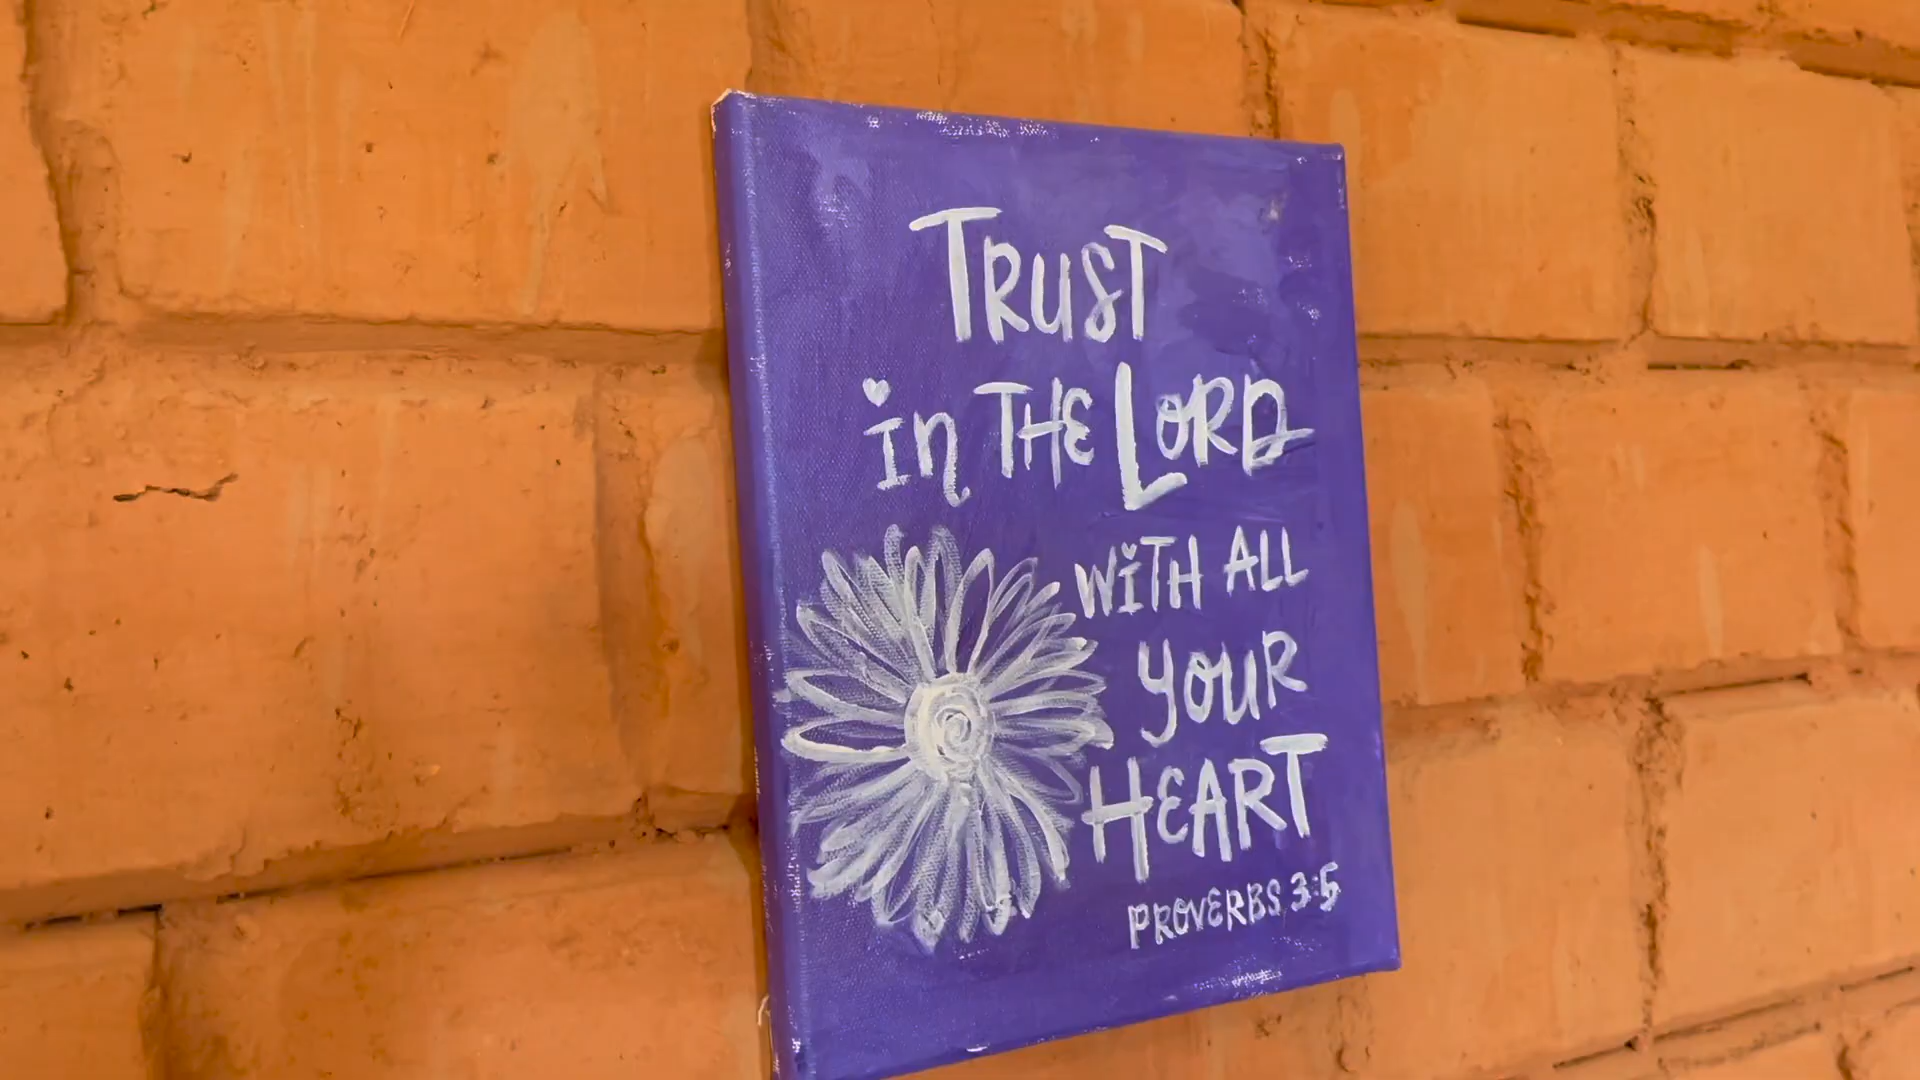 TRUST
in THE LORD
WITH ALL
YOUR
HEART
PROVERBS 3:5